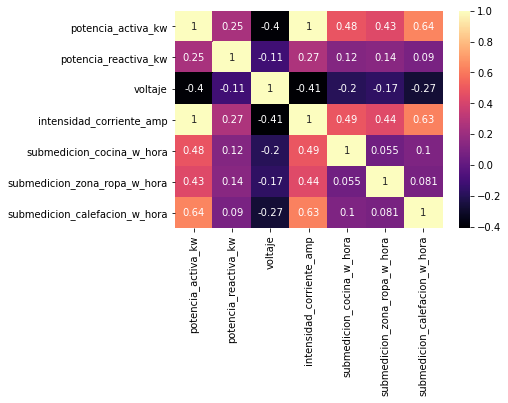 potencia_activa_kw 1 0.25 -0.4 1 0.48 0.43 0.64
potencia_reactiva_kw 0.25 1 -0.11 0.27 0.12 0.14 0.09
voltaje -0.4 -0.11 1 -0.41 -0.2 -0.17 -0.27
intensidad_corriente_amp 1 0.27 -0.41 1 0.49 0.44 0.63
submedicion_cocina_w_hora 0.48 0.12 -0.2 0.49 1 0.055 0.1
submedicion_zona_ropa_w_hora 0.43 0.14 -0.17 0.44 0.055 1 0.081
submedicion_calefacion_w_hora 0.64 0.09 -0.27 0.63 0.1 0.081 1
potencia_activa_kw
potencia_reactiva_kw
voltaje
intensidad_corriente_amp
submedicion_cocina_w_hora
submedicion_zona_ropa_w_hora
submedicion_calefacion_w_hora
1.0
0.8
0.6
0.4
0.2
0.0
−0.2
−0.4